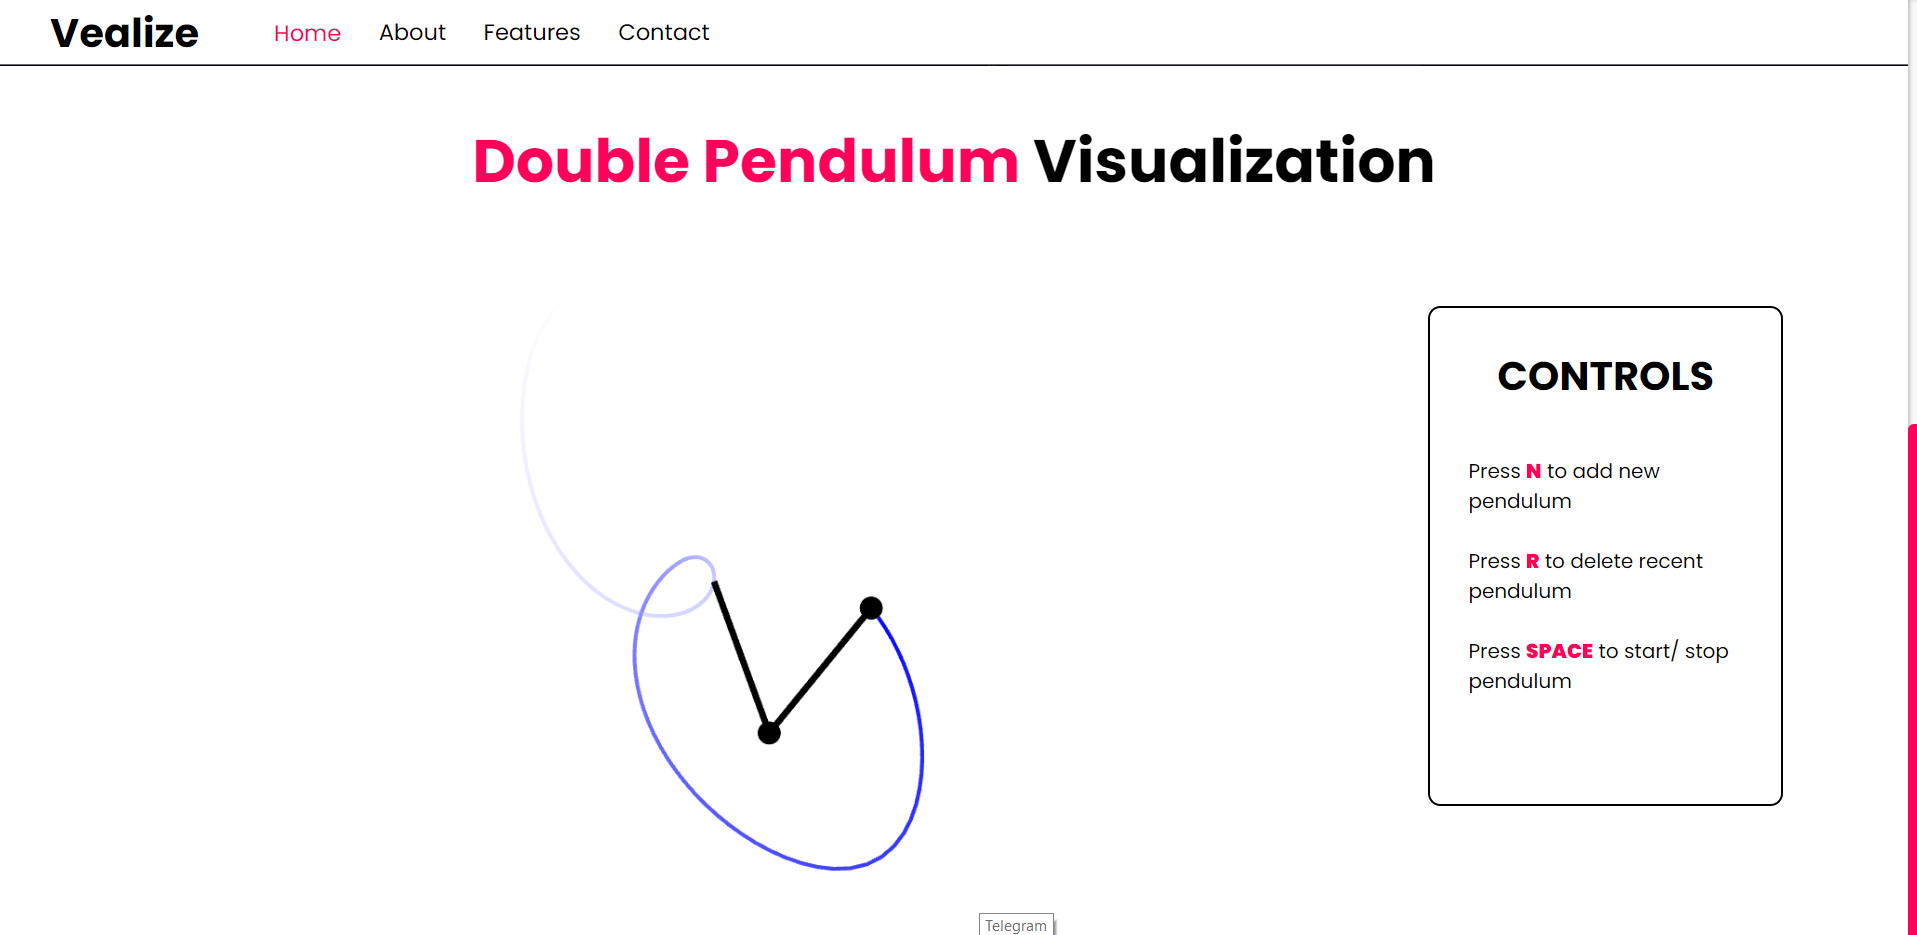 Vealize Home About Features Contact
Double Pendulum Visualization
CONTROLS
Press N to add new
pendulum
Press R to delete recent
pendulum
Press SPACE to start/ stop
pendulum
Telegram